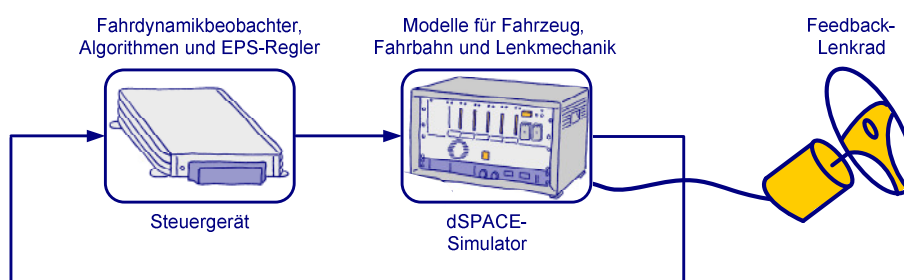 Fahrdynamikbeobachter,
Algorithmen und EPS-Regler
Modelle für Fahrzeug,
Fahrbahn und Lenkmechanik
Feedback-
Lenkrad
Steuergerät
dSPACE-
Simulator